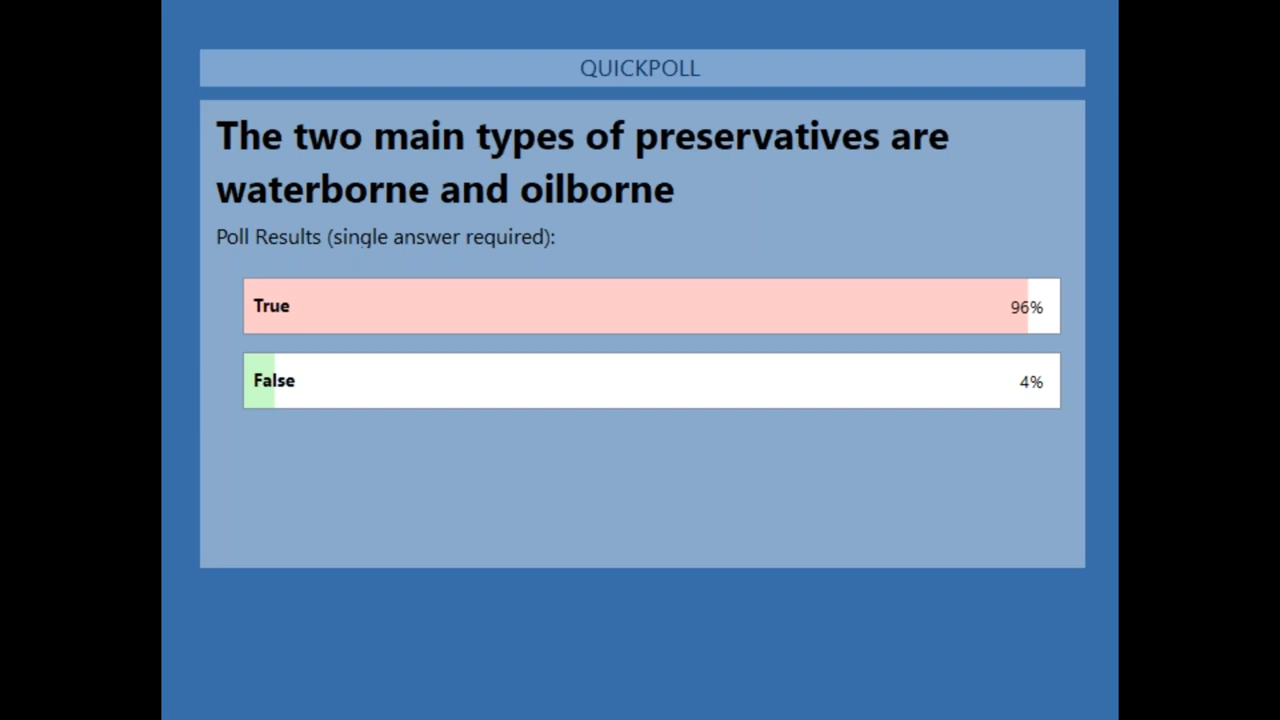 QUICKPOLL
The two main types of preservatives are
waterborne and oilborne
Poll Results (single answer required):
True 96%
False 4%